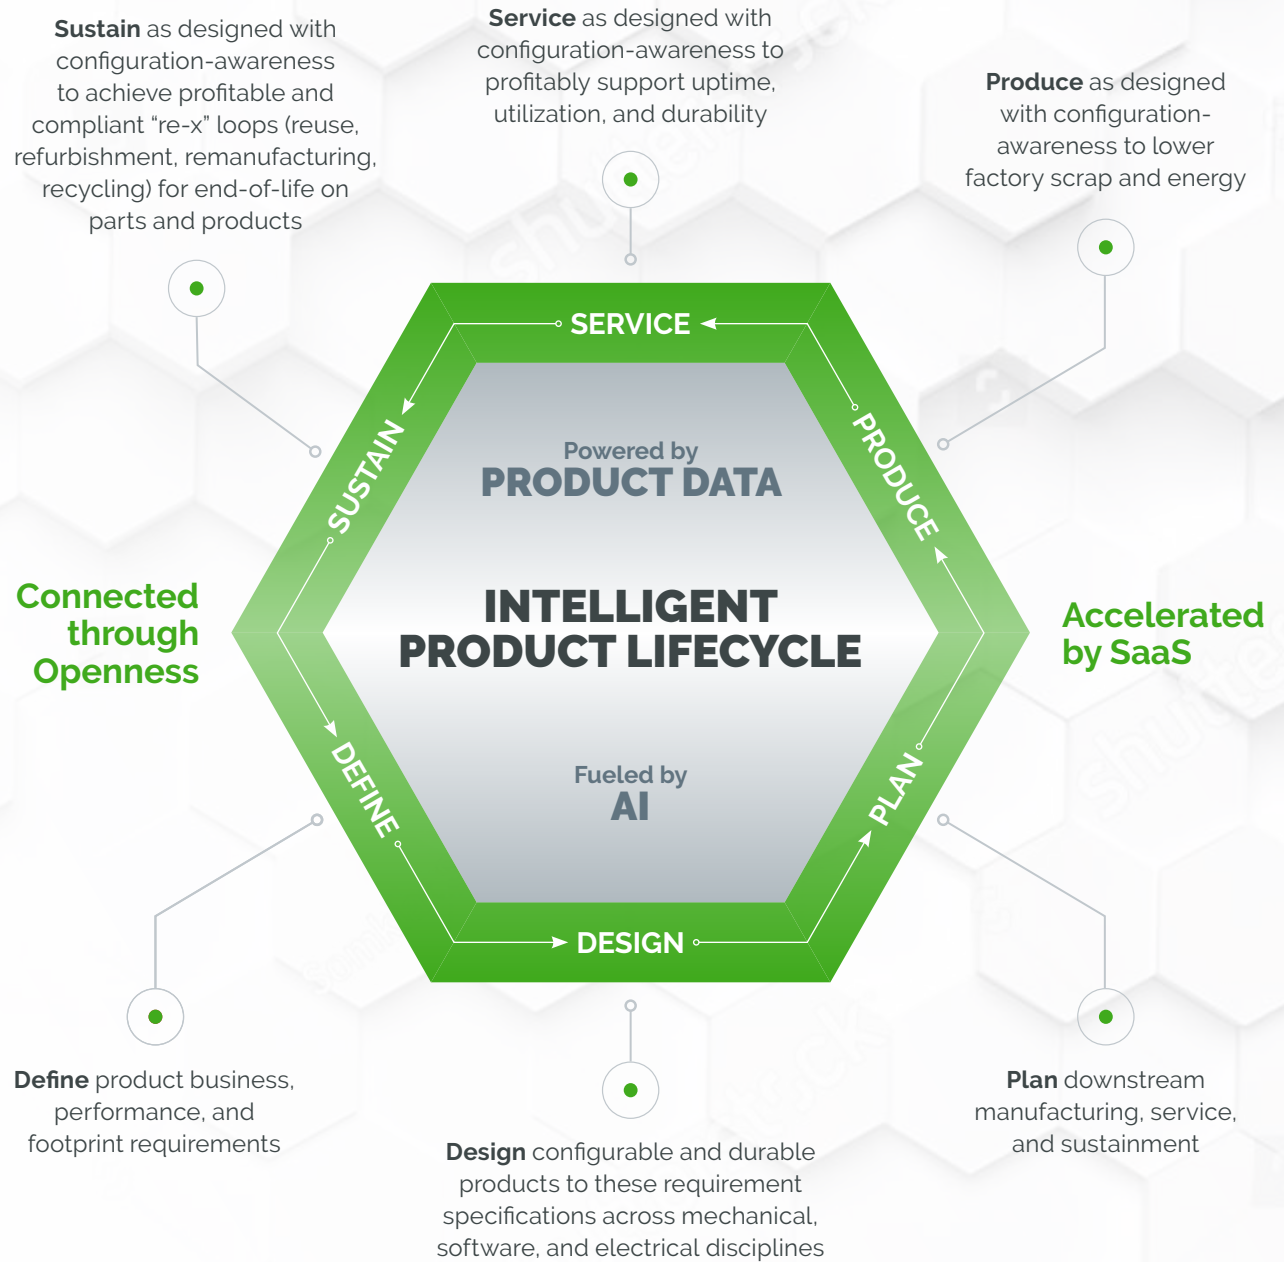 Sustain as designed with
configuration-awareness
to achieve profitable and
compliant “re-x” loops (reuse,
refurbishment, remanufacturing,
recycling) for end-of-life on
parts and products
Service as designed with
configuration-awareness to
profitably support uptime,
utilization, and durability
Produce as designed
with configuration-
awareness to lower
factory scrap and energy
SERVICE
SUSTAIN
PRODUCE
Powered by
PRODUCT DATA
INTELLIGENT
PRODUCT LIFECYCLE
Fueled by
AI
Connected
through
Openness
Accelerated
by SaaS
DEFINE
PLAN
DESIGN
Define product business,
performance, and
footprint requirements
Design configurable and durable
products to these requirement
specifications across mechanical,
software, and electrical disciplines
Plan downstream
manufacturing, service,
and sustainment